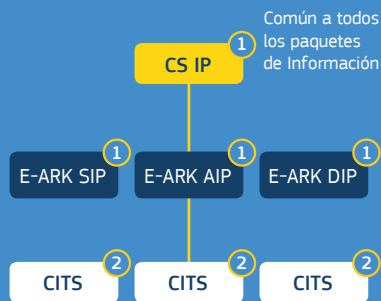 Común a todos
los paquetes
de Información
1
CS IP
1
1
1
E-ARK SIP
E-ARK AIP
E-ARK DIP
2
2
2
CITS
CITS
CITS